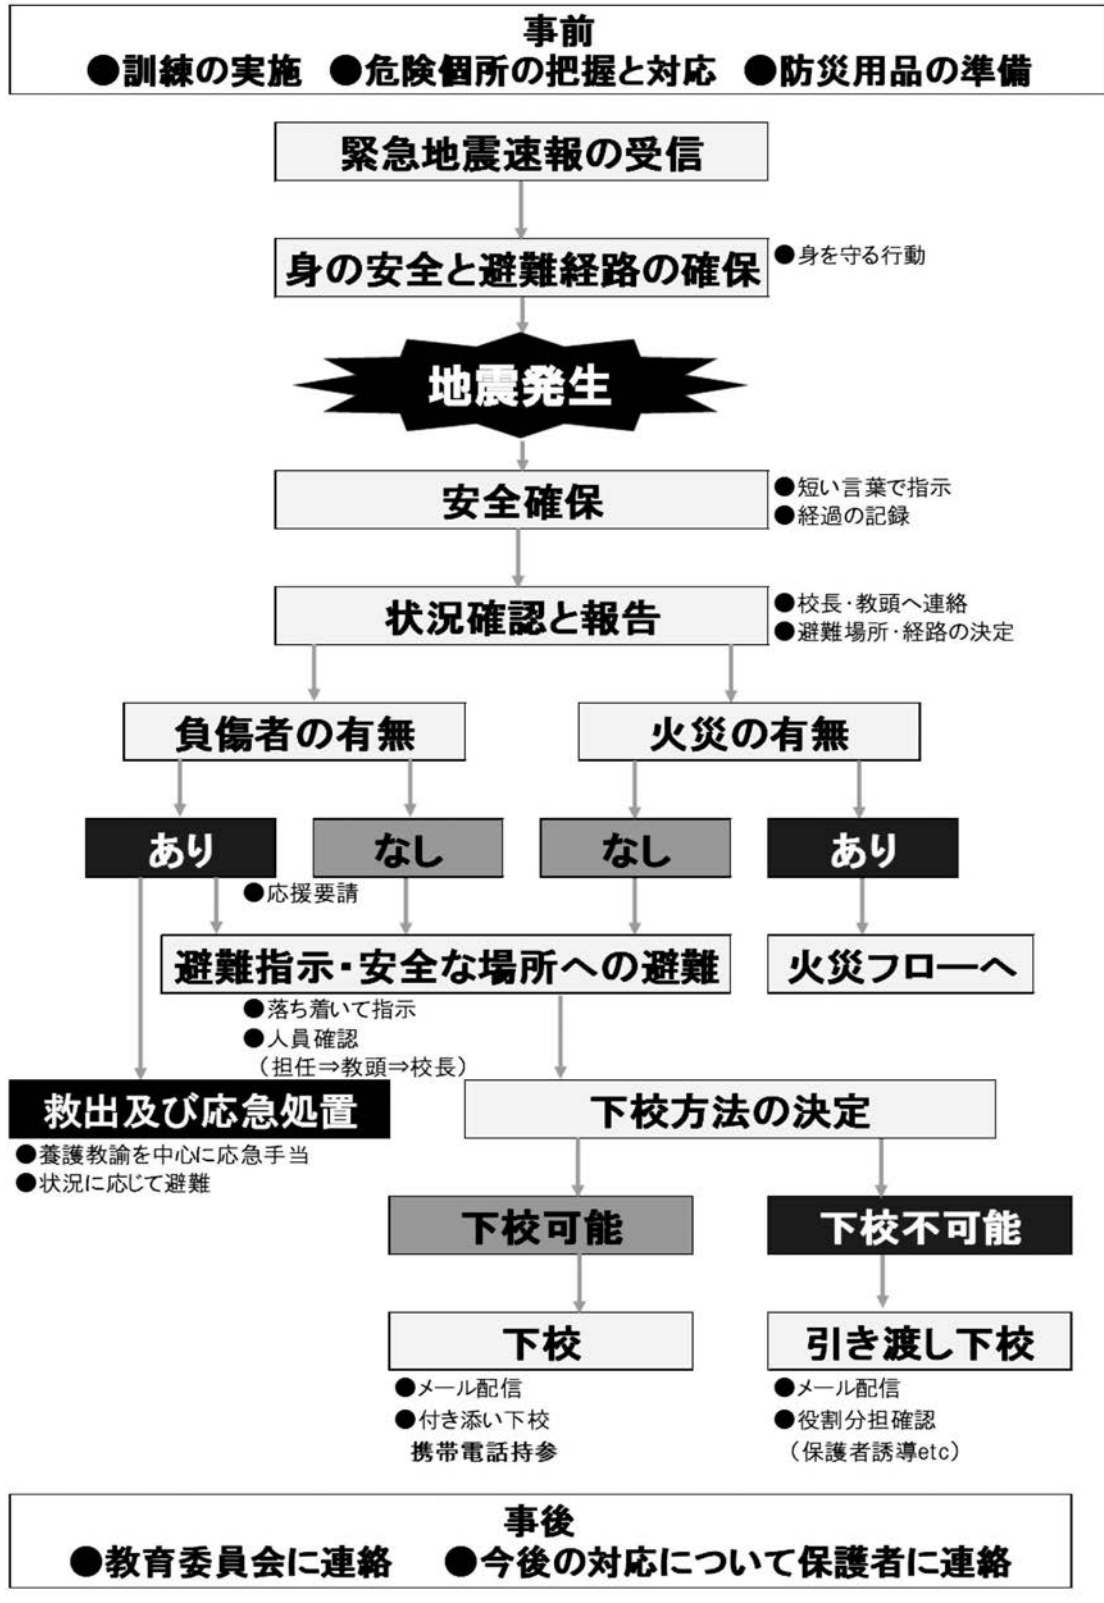 事前
●訓練の実施 ●危険個所の把握と対応 ●防災用品の準備
緊急地震速報の受信
身の安全と避難経路の確保
●身を守る行動
地震発生
安全確保
●短い言葉で指示
●経過の記録
状況確認と報告
●校長・教頭へ連絡
●避難場所・経路の決定
負傷者の有無
火災の有無
あり
なし
なし
あり
●応援要請
避難指示・安全な場所への避難
火災フローへ
●落ち着いて指示
●人員確認
（担任⇒教頭⇒校長）
救出及び応急処置
●養護教諭を中心に応急手当
●状況に応じて避難
下校方法の決定
下校可能
下校不可能
下校
引き渡し下校
●メール配信
●付き添い下校
携帯電話持参
●メール配信
●役割分担確認
（保護者誘導etc）
事後
●教育委員会に連絡 ●今後の対応について保護者に連絡